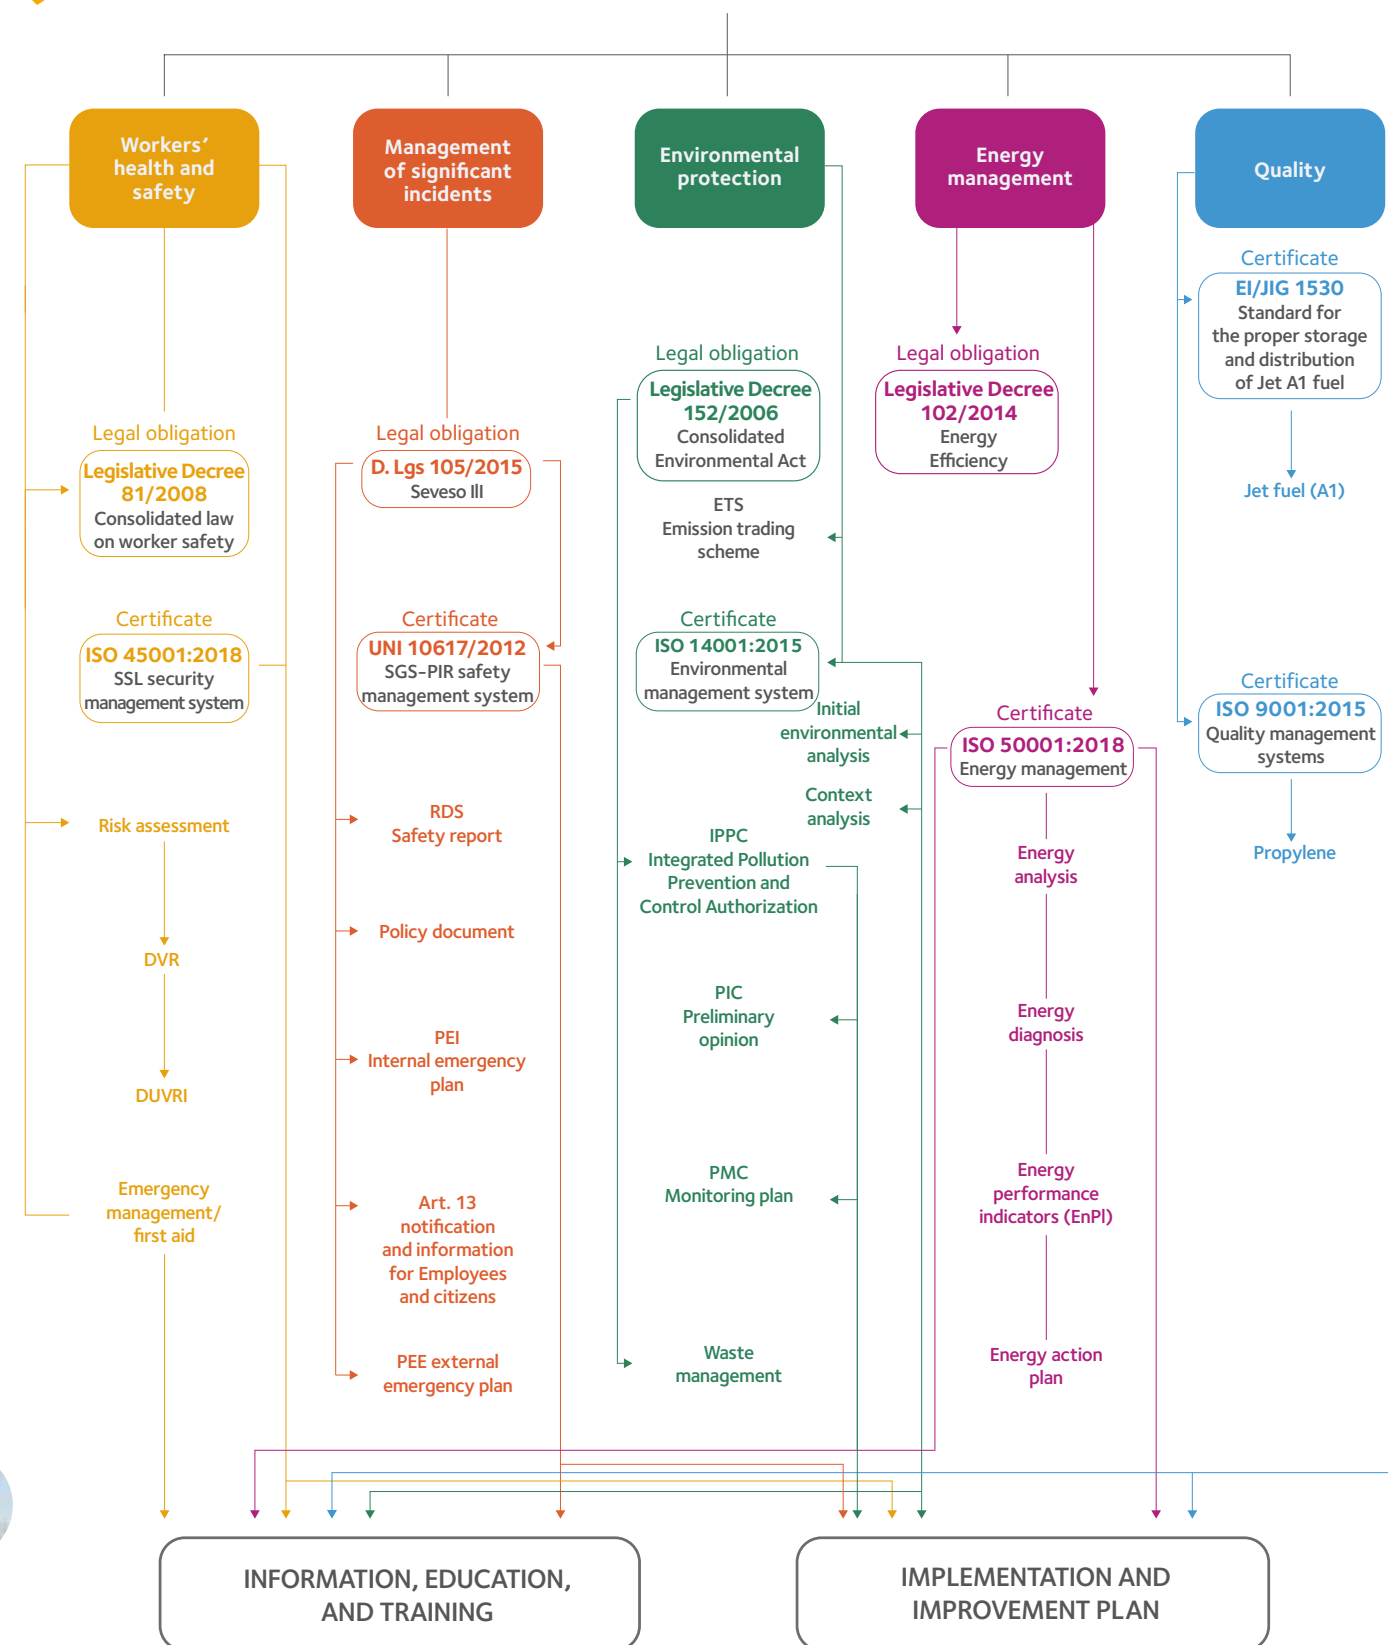 Workers’
health and
safety
Legal obligation
Legislative Decree
81/2008
Consolidated law
on worker safety
Certificate
ISO 45001:2018
SSL security
management system
Risk assessment
DVR
DUVRI
Emergency
management/
first aid
Management
of significant
incidents
Legal obligation
D. Lgs 105/2015
Seveso III
Certificate
UNI 10617/2012
SGS-PIR safety
management system
RDS
Safety report
Policy document
PEI
Internal emergency
plan
Art. 13
notification
and information
for Employees
and citizens
PEE external
emergency plan
Environmental
protection
Legal obligation
Legislative Decree
152/2006
Consolidated
Environmental Act
ETS
Emission trading
scheme
Certificate
ISO 14001:2015
Environmental
management system
Initial
environmental
analysis
Context
analysis
IPPC
Integrated Pollution
Prevention and
Control Authorization
PIC
Preliminary
opinion
PMC
Monitoring plan
Waste
management
Energy
management
Legal obligation
Legislative Decree
102/2014
Energy
Efficiency
Certificate
ISO 50001:2018
Energy management
Energy
analysis
Energy
diagnosis
Energy
performance
indicators (EnPI)
Energy action
plan
Quality
Certificate
EI/JIG 1530
Standard for
the proper storage
and distribution
of Jet A1 fuel
Jet fuel (A1)
Certificate
ISO 9001:2015
Quality management
systems
Propylene
INFORMATION, EDUCATION,
AND TRAINING
IMPLEMENTATION AND
IMPROVEMENT PLAN